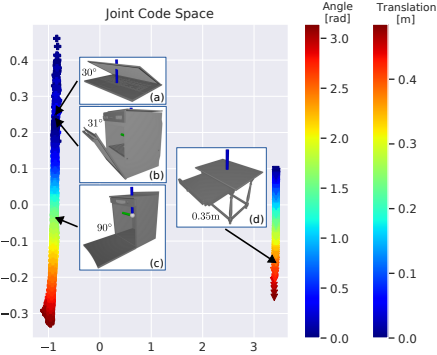 Joint Code Space
Angle
[rad]
Translation
[m]
0.4
0.3
0.2
0.1
0.0
−0.1
−0.2
−0.3
−1
0
1
2
3
30°
(a)
31°
(b)
90°
(c)
0.35m
(d)
3.0
2.5
2.0
1.5
1.0
0.5
0.0
0.4
0.3
0.2
0.1
0.0